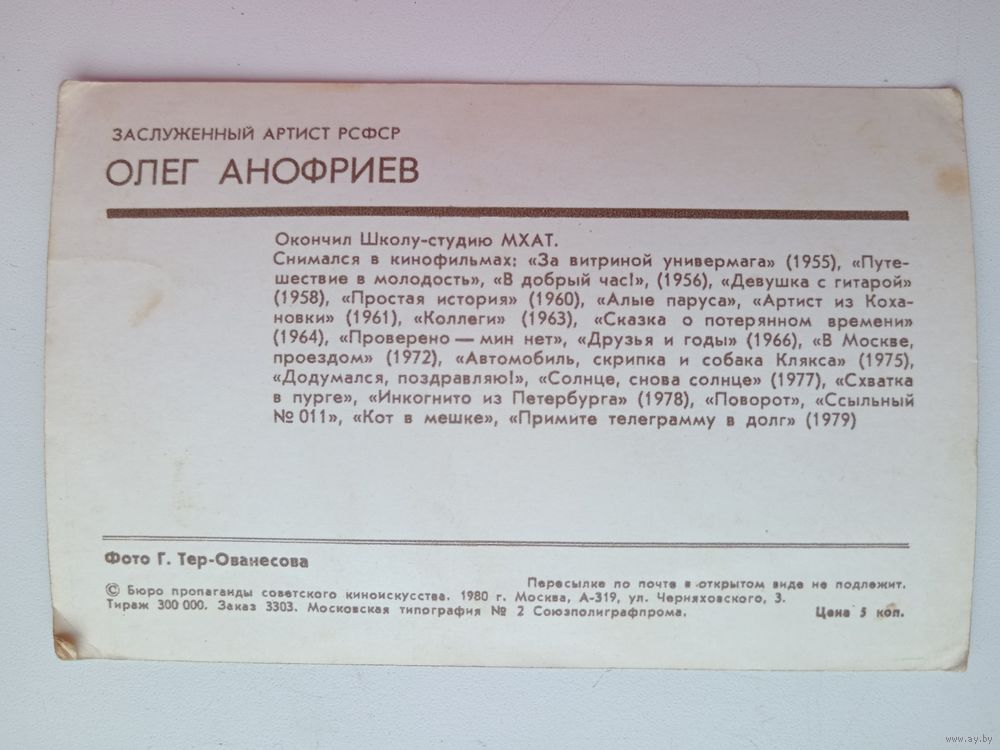 ЗАСЛУЖЕННЫЙ АРТИСТ РСФСР
ОЛЕГ АНОФРИЕВ
Окончил Школу-студию МХАТ.
Снимался в кинофильмах: «За витриной универмага» (1955), «Путе-
шествие в молодость», «В добрый час!», (1956), «Девушка с гитарой»
(1958), «Простая история» (1960), «Алые паруса», «Артист из Коха-
новки» (1961), «Коллеги» (1963), «Сказка о потерянном времени»
(1964), «Проверено — мин нет», «Друзья и годы» (1966), «В Москве,
проездом» (1972), «Автомобиль, скрипка и собака Клякса» (1975),
«Додумался, поздравляю!», «Солнце, снова солнце» (1977), «Схватка
в пурге», «Инкогнито из Петербурга» (1978), «Поворот», «Ссыльный
№ 011», «Кот в мешке», «Примите телеграмму в долг» (1979)
Фото Г. Тер-Ованесова
Пересылке по почте в открытом виде не подлежит.
© Бюро пропаганды советского киноискусства. 1980 г. Москва, А-319, ул. Черняховского, 3.
Тираж 300 000. Заказ 3303. Московская типография № 2 Союзполиграфпрома. Цена 5 коп.
www.ay.by